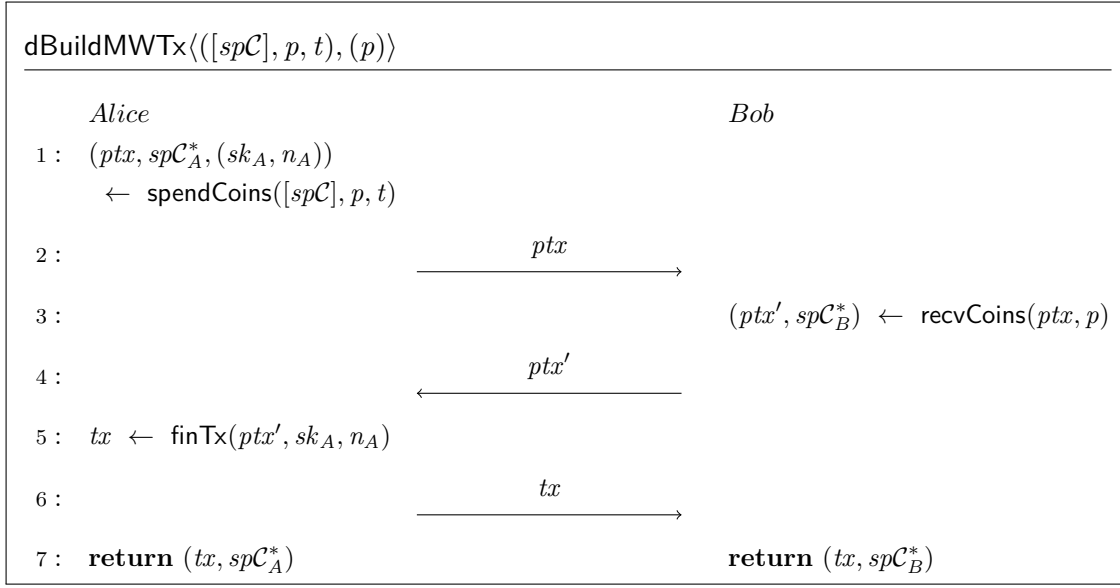 dBuildMWTx⟨([sp𝒞], p, t), (p)⟩
Alice Bob
1 : (ptx, sp𝒞*_A, (sk_A, n_A))
← spendCoins([sp𝒞], p, t)
2 : ptx
3 : (ptx′, sp𝒞*_B) ← recvCoins(ptx, p)
4 : ptx′
5 : tx ← finTx(ptx′, sk_A, n_A)
6 : tx
7 : return (tx, sp𝒞*_A) return (tx, sp𝒞*_B)